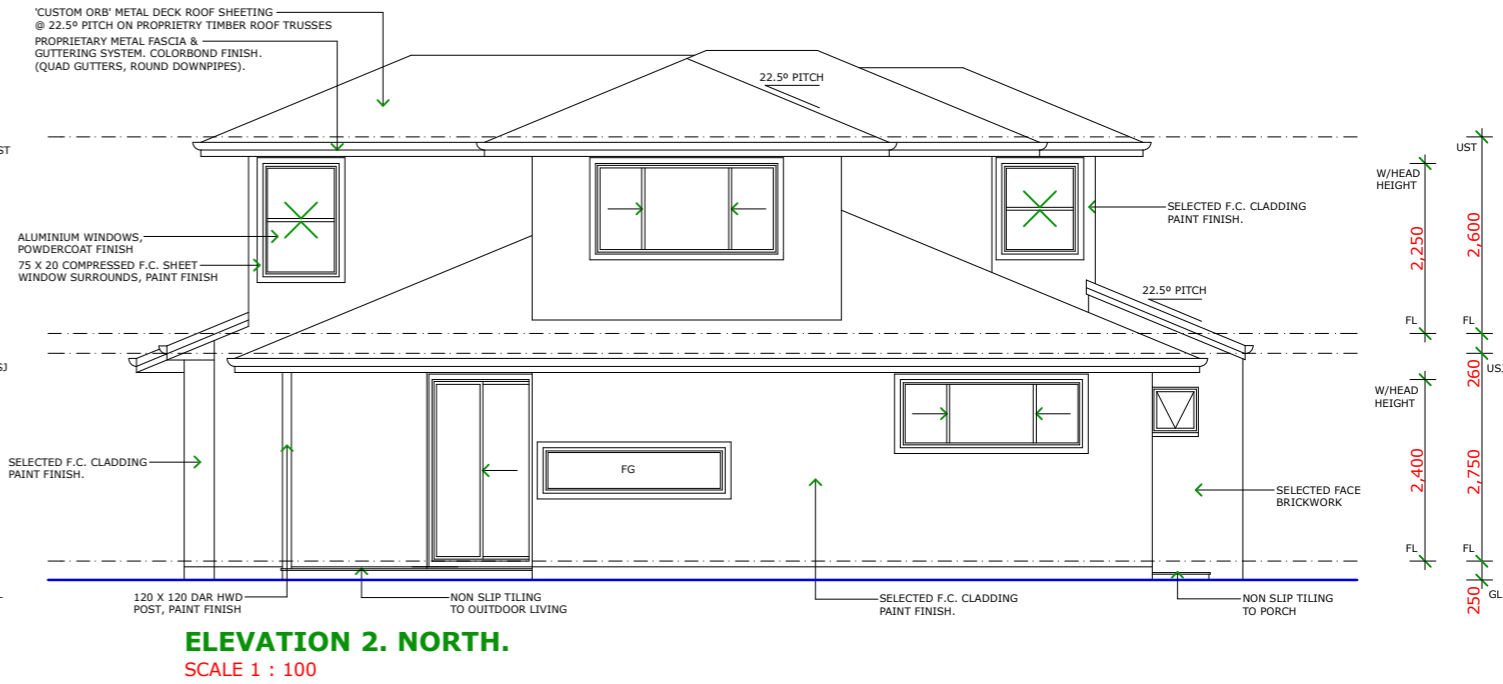 'CUSTOM ORB' METAL DECK ROOF SHEETING
@ 22.5º PITCH ON PROPRIETRY TIMBER ROOF TRUSSES
PROPRIETARY METAL FASCIA &
GUTTERING SYSTEM. COLORBOND FINISH.
(QUAD GUTTERS, ROUND DOWNPIPES).
22.5º PITCH
ST
UST
W/HEAD
HEIGHT
SELECTED F.C. CLADDING
PAINT FINISH.
ALUMINIUM WINDOWS,
POWDERCOAT FINISH
75 X 20 COMPRESSED F.C. SHEET
WINDOW SURROUNDS, PAINT FINISH
2,250
2,600
22.5º PITCH
FL
FL
SJ
260
USJ
W/HEAD
HEIGHT
2,400
2,750
SELECTED F.C. CLADDING
PAINT FINISH.
FG
SELECTED FACE
BRICKWORK
FL
FL
250
GL
120 X 120 DAR HWD
POST, PAINT FINISH
NON SLIP TILING
TO OUITDOOR LIVING
SELECTED F.C. CLADDING
PAINT FINISH.
NON SLIP TILING
TO PORCH
ELEVATION 2. NORTH.
SCALE 1 : 100